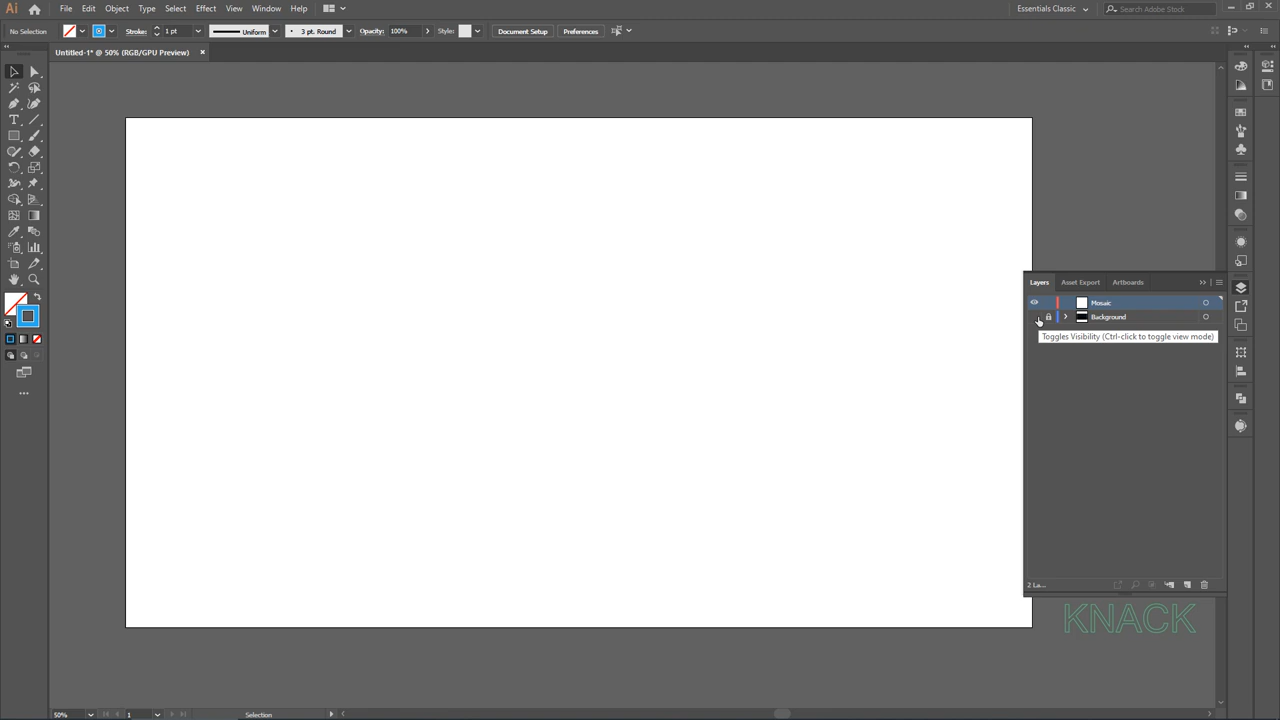 Ai File Edit Object Type Select Effect View Window Help Essentials Classic Search Adobe Stock
No Selection Stroke: 1 pt Uniform 3 pt. Round Opacity: 100% Style: Document Setup Preferences
Untitled-1* @ 50% (RGB/GPU Preview)
Layers Asset Export Artboards
Mosaic
Background
Toggles Visibility (Ctrl-click to toggle view mode)
2 La...
KNACK
50% 1 Selection